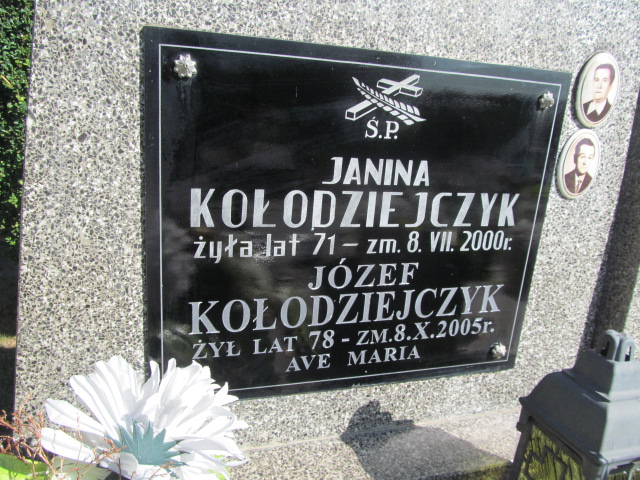 Ś.P.
JANINA
KOŁODZIEJCZYK
żyła lat 71 – zm. 8. VII. 2000r.
JÓZEF
KOŁODZIEJCZYK
ŻYŁ LAT 78 - ZM.8.X.2005r.
AVE MARIA